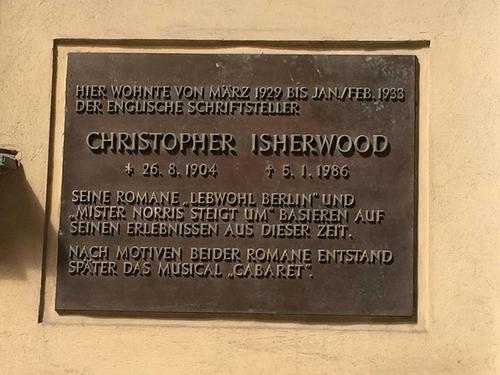 HIER WOHNTE VON MÄRZ 1929 BIS JAN./FEB. 1933
DER ENGLISCHE SCHRIFTSTELLER
CHRISTOPHER ISHERWOOD
* 26. 8. 1904 † 5. 1. 1986
SEINE ROMANE „LEBWOHL BERLIN“ UND
„MISTER NORRIS STEIGT UM“ BASIEREN AUF
SEINEN ERLEBNISSEN AUS DIESER ZEIT.
NACH MOTIVEN BEIDER ROMANE ENTSTAND
SPÄTER DAS MUSICAL „CABARET“.